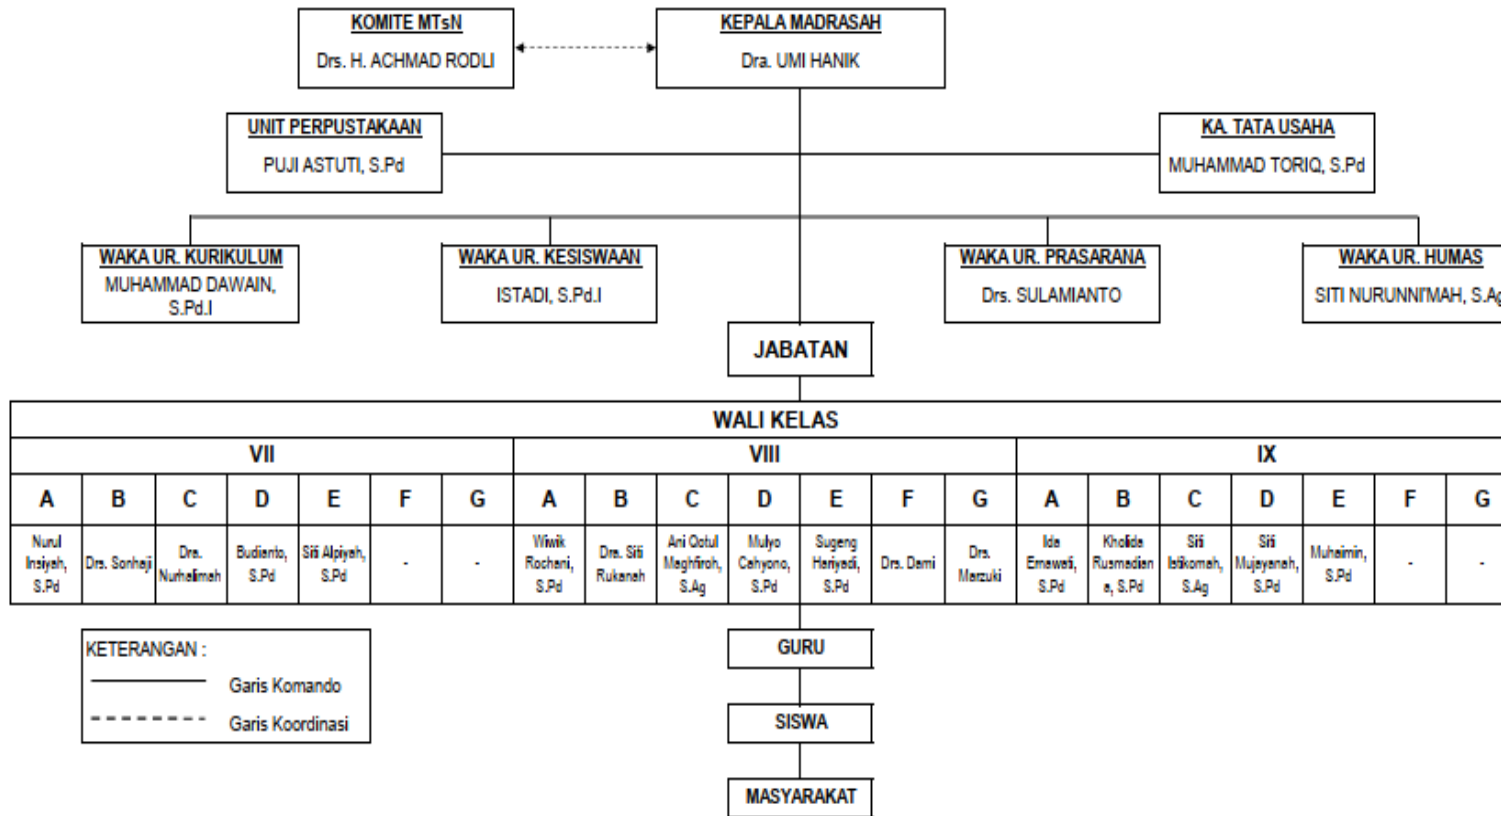 KOMITE MTsN
Drs. H. ACHMAD RODLI
KEPALA MADRASAH
Dra. UMI HANIK
UNIT PERPUSTAKAAN
PUJI ASTUTI, S.Pd
KA. TATA USAHA
MUHAMMAD TORIQ, S.Pd
WAKA UR. KURIKULUM
MUHAMMAD DAWAIN,
S.Pd.I
WAKA UR. KESISWAAN
ISTADI, S.Pd.I
WAKA UR. PRASARANA
Drs. SULAMIANTO
WAKA UR. HUMAS
SITI NURUNNI'MAH, S.Ag
JABATAN
WALI KELAS
VII VIII IX
A B C D E F G A B C D E F G A B C D E F G
Nurul
Insiyah,
S.Pd
Drs. Sonhaji
Dra.
Nurhalimah
Budianto,
S.Pd
Siti Alpiyah,
S.Pd
-
-
Wiwik
Rochani,
S.Pd
Dra. Siti
Rukanah
Ani Qotul
Maghfiroh,
S.Ag
Mulyo
Cahyono,
S.Pd
Sugeng
Hariyadi,
S.Pd
Drs. Dami
Drs.
Marzuki
Ida
Ernawati,
S.Pd
Kholida
Rusmadian
a, S.Pd
Siti
Istikomah,
S.Ag
Siti
Mujayanah,
S.Pd
Muhaimin,
S.Pd
-
-
KETERANGAN :
Garis Komando
Garis Koordinasi
GURU
SISWA
MASYARAKAT